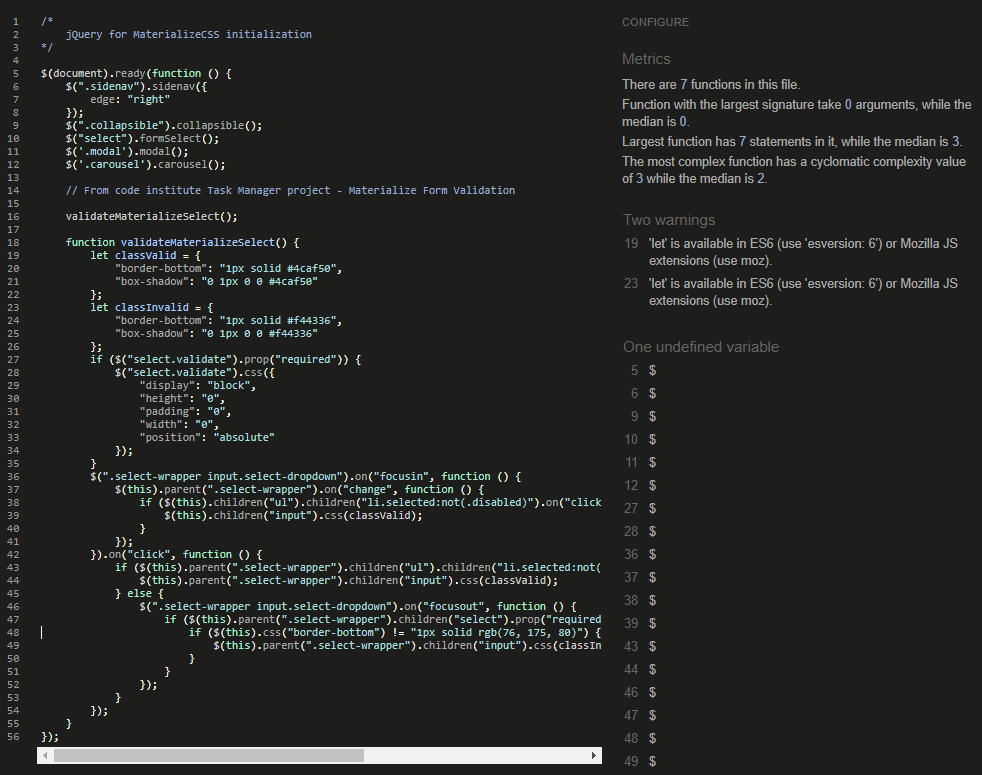 1 /*
2 jQuery for MaterializeCSS initialization
3 */
4
5 $(document).ready(function () {
6 $(".sidenav").sidenav({
7 edge: "right"
8 });
9 $(".collapsible").collapsible();
10 $("select").formSelect();
11 $('.modal').modal();
12 $('.carousel').carousel();
13
14 // From code institute Task Manager project - Materialize Form Validation
15
16 validateMaterializeSelect();
17
18 function validateMaterializeSelect() {
19 let classValid = {
20 "border-bottom": "1px solid #4caf50",
21 "box-shadow": "0 1px 0 0 #4caf50"
22 };
23 let classInvalid = {
24 "border-bottom": "1px solid #f44336",
25 "box-shadow": "0 1px 0 0 #f44336"
26 };
27 if ($("select.validate").prop("required")) {
28 $("select.validate").css({
29 "display": "block",
30 "height": "0",
31 "padding": "0",
32 "width": "0",
33 "position": "absolute"
34 });
35 }
36 $(".select-wrapper input.select-dropdown").on("focusin", function () {
37 $(this).parent(".select-wrapper").on("change", function () {
38 if ($(this).children("ul").children("li.selected:not(.disabled)").on("click
39 $(this).children("input").css(classValid);
40 }
41 });
42 }).on("click", function () {
43 if ($(this).parent(".select-wrapper").children("ul").children("li.selected:not(
44 $(this).parent(".select-wrapper").children("input").css(classValid);
45 } else {
46 $(".select-wrapper input.select-dropdown").on("focusout", function () {
47 if ($(this).parent(".select-wrapper").children("select").prop("required
48 if ($(this).css("border-bottom") != "1px solid rgb(76, 175, 80)") {
49 $(this).parent(".select-wrapper").children("input").css(classIn
50 }
51 }
52 });
53 }
54 });
55 }
56 });
CONFIGURE
Metrics
There are 7 functions in this file.
Function with the largest signature take 0 arguments, while the
median is 0.
Largest function has 7 statements in it, while the median is 3.
The most complex function has a cyclomatic complexity value
of 3 while the median is 2.
Two warnings
19 'let' is available in ES6 (use 'esversion: 6') or Mozilla JS
extensions (use moz).
23 'let' is available in ES6 (use 'esversion: 6') or Mozilla JS
extensions (use moz).
One undefined variable
5 $
6 $
9 $
10 $
11 $
12 $
27 $
28 $
36 $
37 $
38 $
39 $
43 $
44 $
46 $
47 $
48 $
49 $